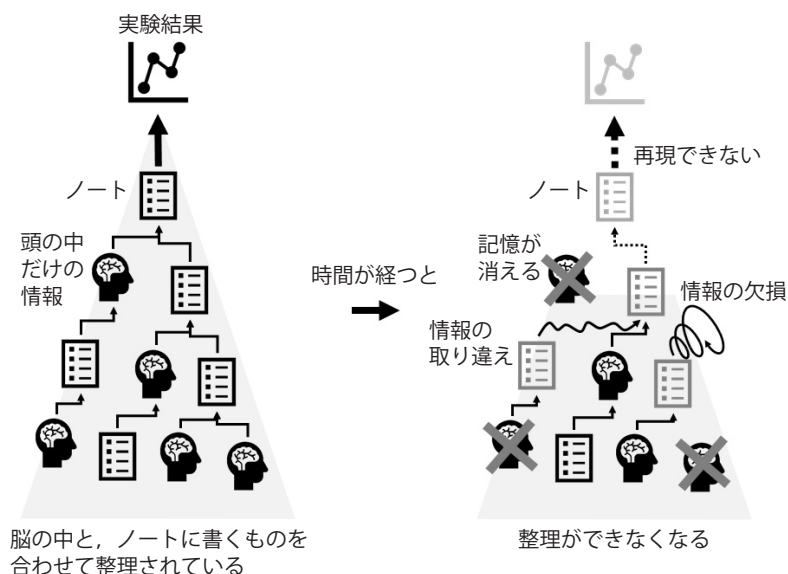 実験結果
ノート
頭の中
だけの
情報
脳の中と，ノートに書くものを
合わせて整理されている
時間が経つと
再現できない
ノート
記憶が
消える
情報の欠損
情報の
取り違え
整理ができなくなる